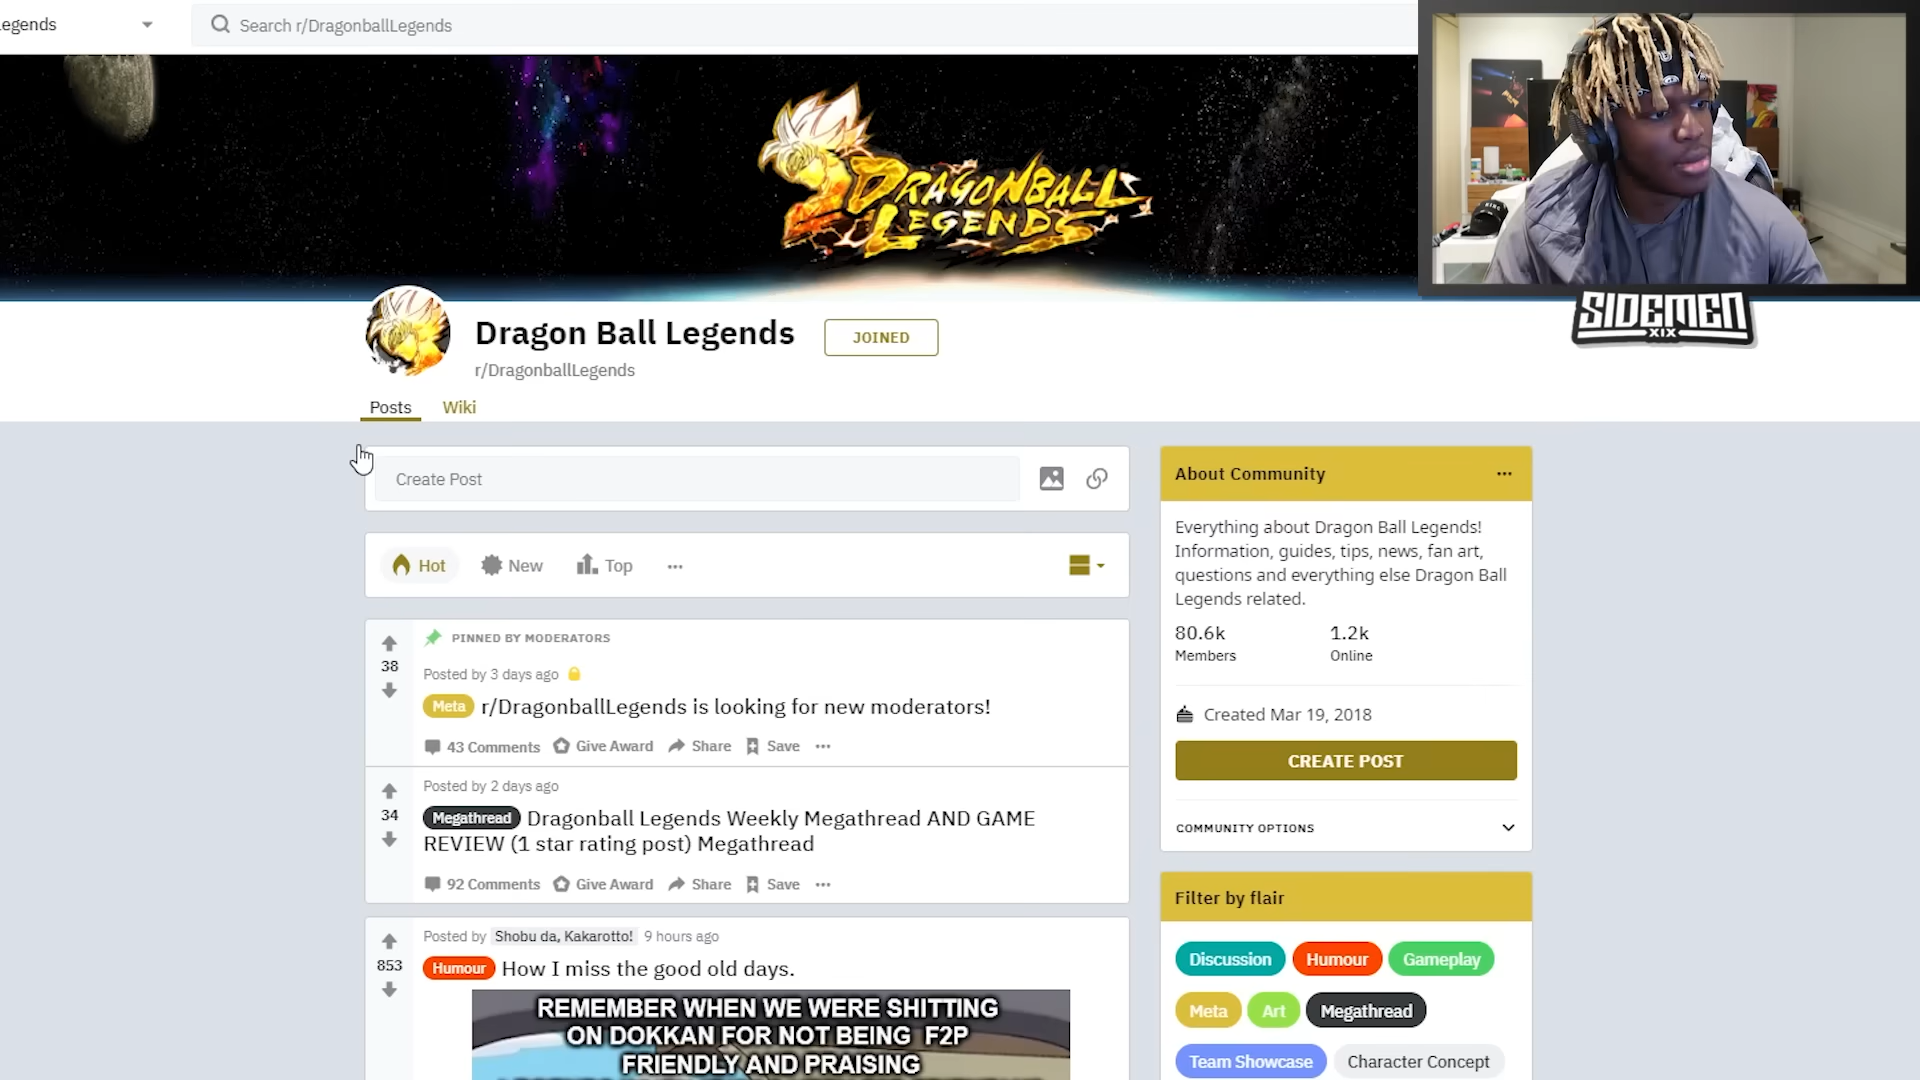 egends
Search r/DragonballLegends
DRAGONBALL
LEGENDS
SIDEMEN
XIX
Dragon Ball Legends
JOINED
r/DragonballLegends
Posts
Wiki
Create Post
Hot
New
Top
PINNED BY MODERATORS
38
Posted by 3 days ago
Meta r/DragonballLegends is looking for new moderators!
43 Comments Give Award Share Save
Posted by 2 days ago
34
Megathread Dragonball Legends Weekly Megathread AND GAME
REVIEW (1 star rating post) Megathread
92 Comments Give Award Share Save
Posted by Shobu da, Kakarotto! 9 hours ago
853
Humour How I miss the good old days.
REMEMBER WHEN WE WERE SHITTING
ON DOKKAN FOR NOT BEING F2P
FRIENDLY AND PRAISING
About Community
Everything about Dragon Ball Legends!
Information, guides, tips, news, fan art,
questions and everything else Dragon Ball
Legends related.
80.6k 1.2k
Members Online
Created Mar 19, 2018
CREATE POST
COMMUNITY OPTIONS
Filter by flair
Discussion Humour Gameplay
Meta Art Megathread
Team Showcase Character Concept